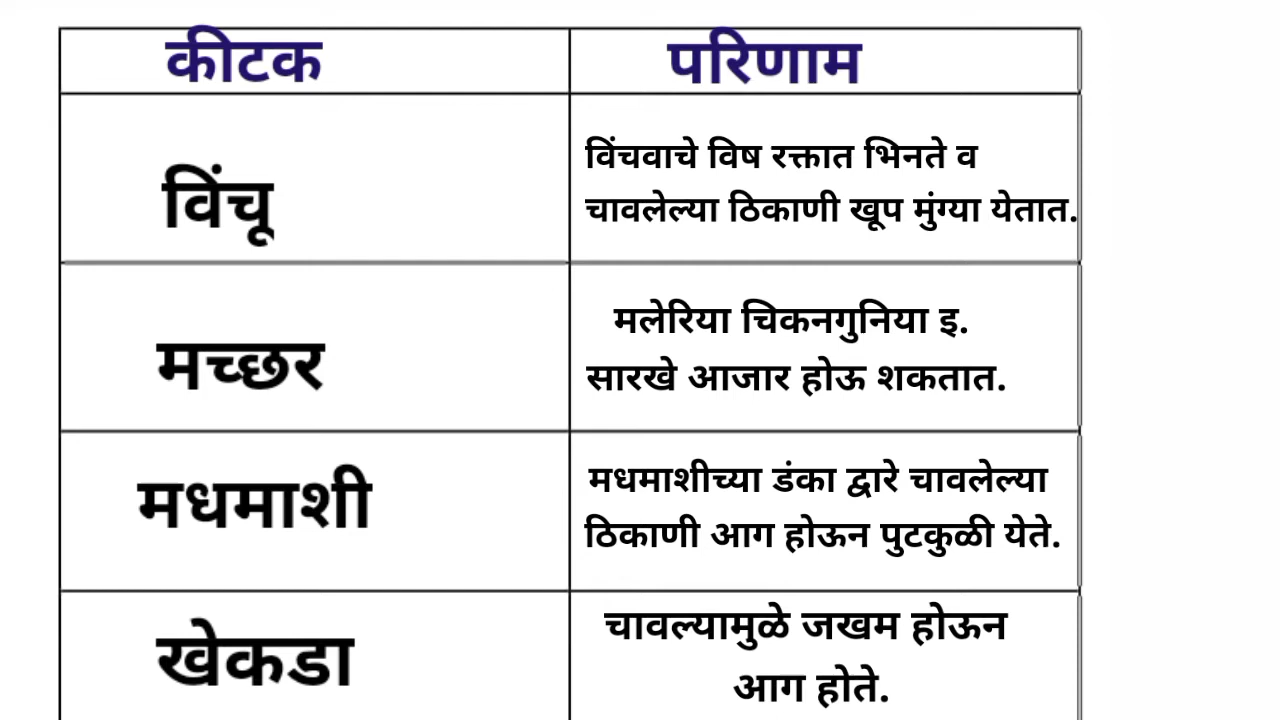 कीटक परिणाम
विंचू
विंचवाचे विष रक्तात भिनते व
चावलेल्या ठिकाणी खूप मुंग्या येतात.
मच्छर
मलेरिया चिकनगुनिया इ.
सारखे आजार होऊ शकतात.
मधमाशी
मधमाशीच्या डंका द्वारे चावलेल्या
ठिकाणी आग होऊन पुटकुळी येते.
खेकडा
चावल्यामुळे जखम होऊन
आग होते.